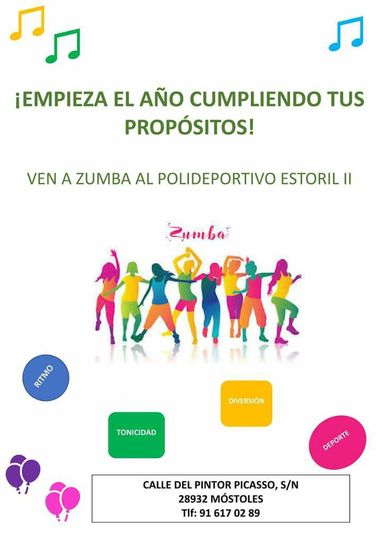 ¡EMPIEZA EL AÑO CUMPLIENDO TUS
PROPÓSITOS!
VEN A ZUMBA AL POLIDEPORTIVO ESTORIL II
Zumba
RITMO
DIVERSIÓN
TONICIDAD
DEPORTE
CALLE DEL PINTOR PICASSO, S/N
28932 MÓSTOLES
Tlf: 91 617 02 89